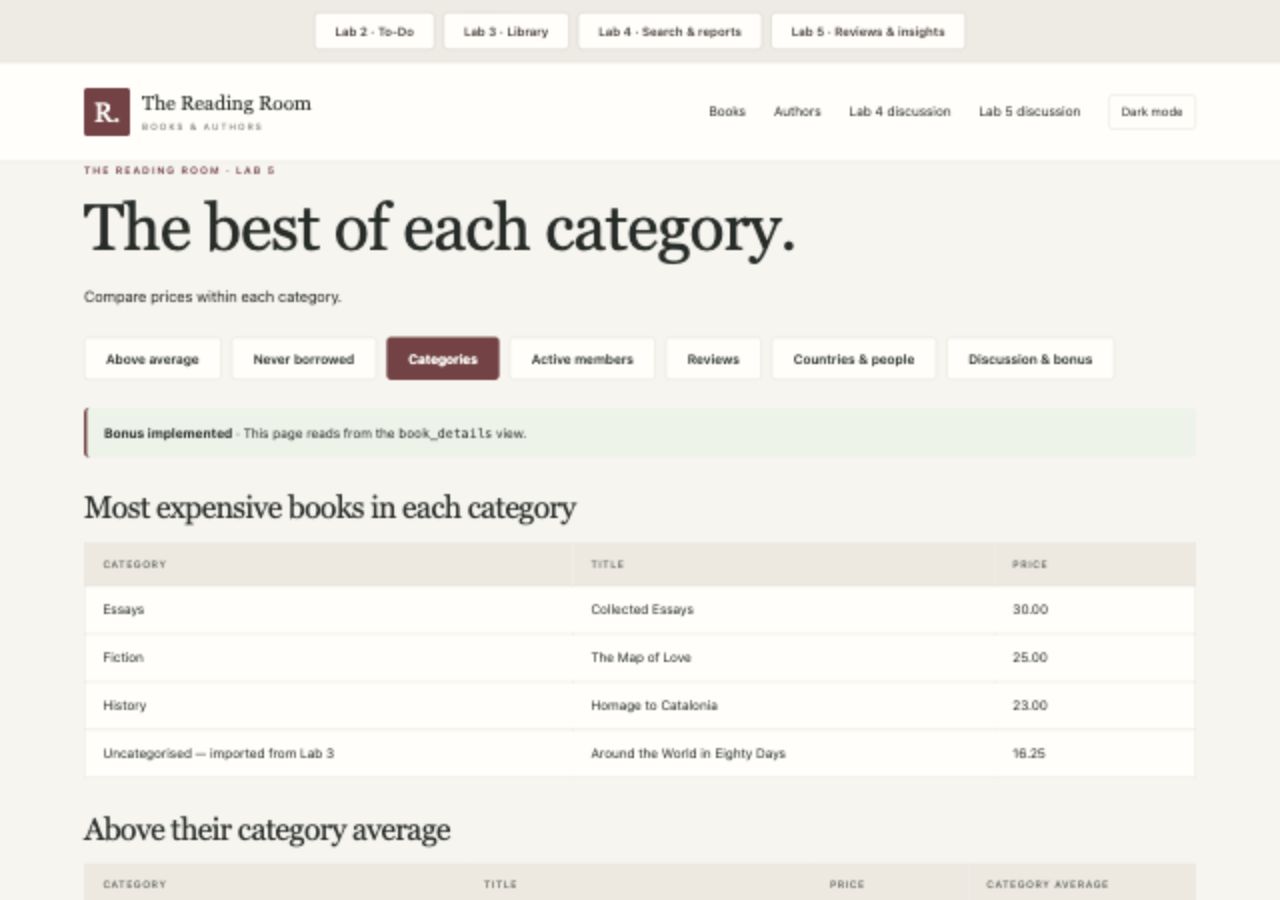 Lab 2 · To-Do
Lab 3 · Library
Lab 4 · Search & reports
Lab 5 · Reviews & insights
R.
The Reading Room
BOOKS & AUTHORS
Books
Authors
Lab 4 discussion
Lab 5 discussion
Dark mode
THE READING ROOM · LAB 5
The best of each category.
Compare prices within each category.
Above average
Never borrowed
Categories
Active members
Reviews
Countries & people
Discussion & bonus
Bonus implemented · This page reads from the book_details view.
Most expensive books in each category
CATEGORY TITLE PRICE
Essays Collected Essays 30.00
Fiction The Map of Love 25.00
History Homage to Catalonia 23.00
Uncategorised — imported from Lab 3 Around the World in Eighty Days 16.25
Above their category average
CATEGORY TITLE PRICE CATEGORY AVERAGE